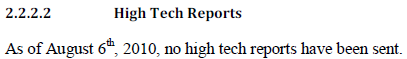 2.2.2.2 High Tech Reports
As of August 6th, 2010, no high tech reports have been sent.